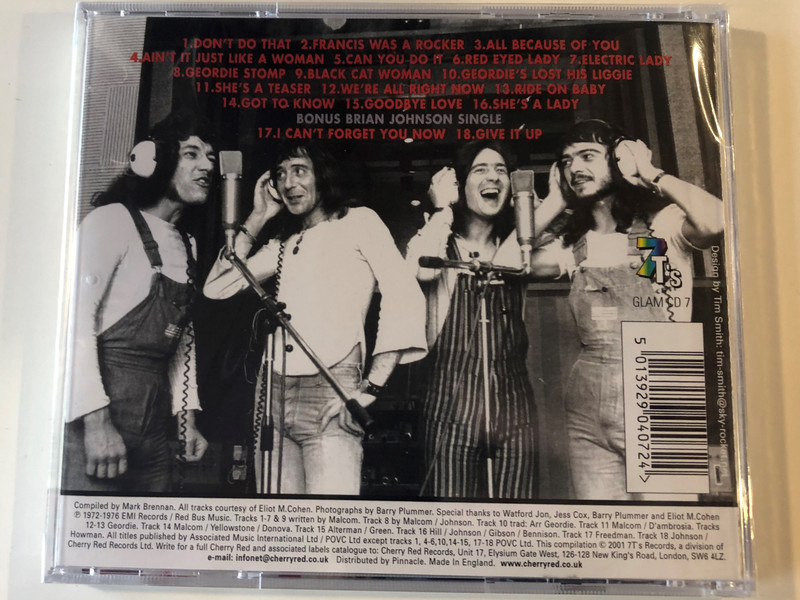 1.DON'T DO THAT 2.FRANCIS WAS A ROCKER 3.ALL BECAUSE OF YOU
4.AIN'T IT JUST LIKE A WOMAN 5.CAN YOU DO IT 6.RED EYED LADY 7.ELECTRIC LADY
8.GEORDIE STOMP 9.BLACK CAT WOMAN 10.GEORDIE'S LOST HIS LIGGIE
11.SHE'S A TEASER 12.WE'RE ALL RIGHT NOW 13.RIDE ON BABY
14.GOT TO KNOW 15.GOODBYE LOVE 16.SHE'S A LADY
BONUS BRIAN JOHNSON SINGLE
17.I CAN'T FORGET YOU NOW 18.GIVE IT UP
7T's
GLAM CD 7
Design by Tim Smith: tim-smith@sky-rock
5 013929 040724 >
Compiled by Mark Brennan. All tracks courtesy of Eliot M.Cohen. Photographs by Barry Plummer. Special thanks to Watford Jon, Jess Cox, Barry Plummer and Eliot M.Cohen
℗ 1972-1976 EMI Records / Red Bus Music. Tracks 1-7 & 9 written by Malcom. Track 8 by Malcom / Johnson. Track 10 trad: Arr Geordie. Track 11 Malcom / D'ambrosia. Tracks
12-13 Geordie. Track 14 Malcom / Yellowstone / Donova. Track 15 Alterman / Green. Track 16 Hill / Johnson / Gibson / Bennison. Track 17 Freedman. Track 18 Johnson /
Howman. All titles published by Associated Music International Ltd / POVC Ltd except tracks 1, 4-6,10,14-15, 17-18 POVC Ltd. This compilation © 2001 7T's Records, a division of
Cherry Red Records Ltd. Write for a full Cherry Red and associated labels catalogue to: Cherry Red Records, Unit 17, Elysium Gate West, 126-128 New King's Road, London, SW6 4LZ.
e-mail: infonet@cherryred.co.uk Distributed by Pinnacle. Made In England. www.cherryred.co.uk